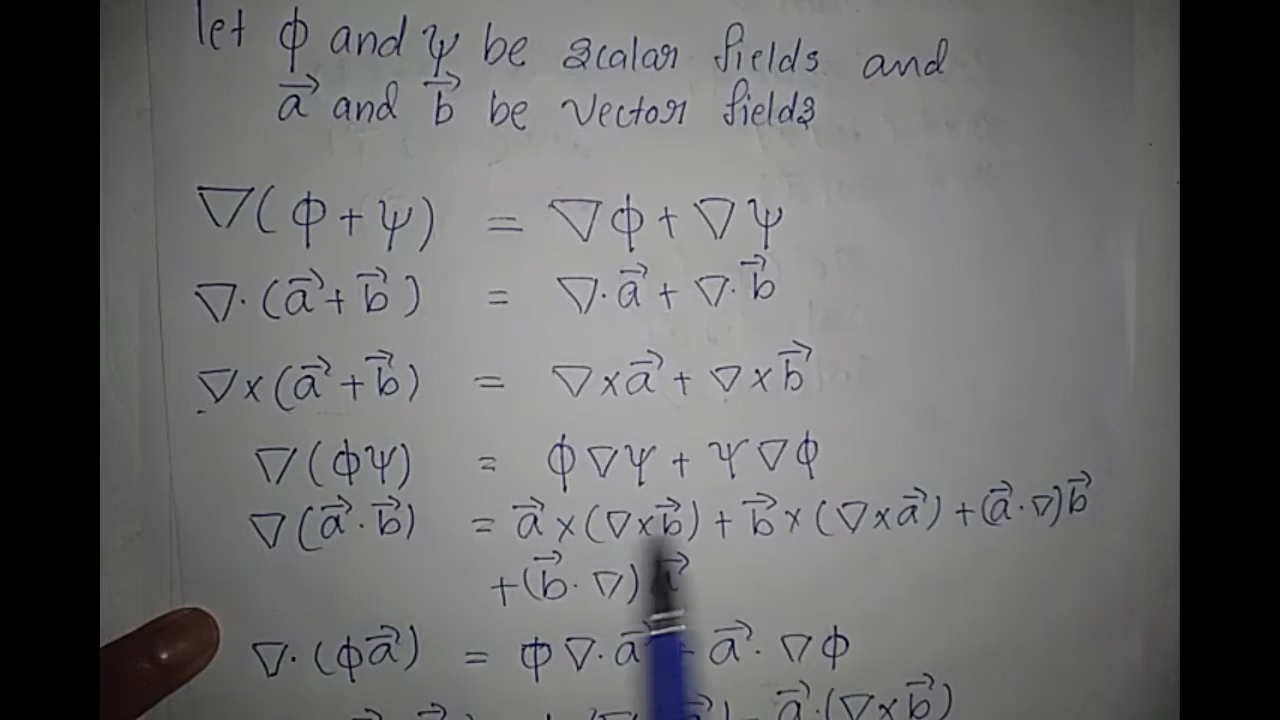 let ϕ and ψ be scalar fields and
a⃗ and b⃗ be vector fields
∇(ϕ+ψ) = ∇ϕ+∇ψ
∇·(a⃗+b⃗) = ∇·a⃗+∇·b⃗
∇×(a⃗+b⃗) = ∇×a⃗+∇×b⃗
∇(ϕψ) = ϕ∇ψ+ψ∇ϕ
∇(a⃗·b⃗) = a⃗×(∇×b⃗)+b⃗×(∇×a⃗)+(a⃗·∇)b⃗
+(b⃗·∇)a⃗
∇·(ϕa⃗) = ϕ∇·a⃗ a⃗·∇ϕ
a⃗·(∇×b⃗)